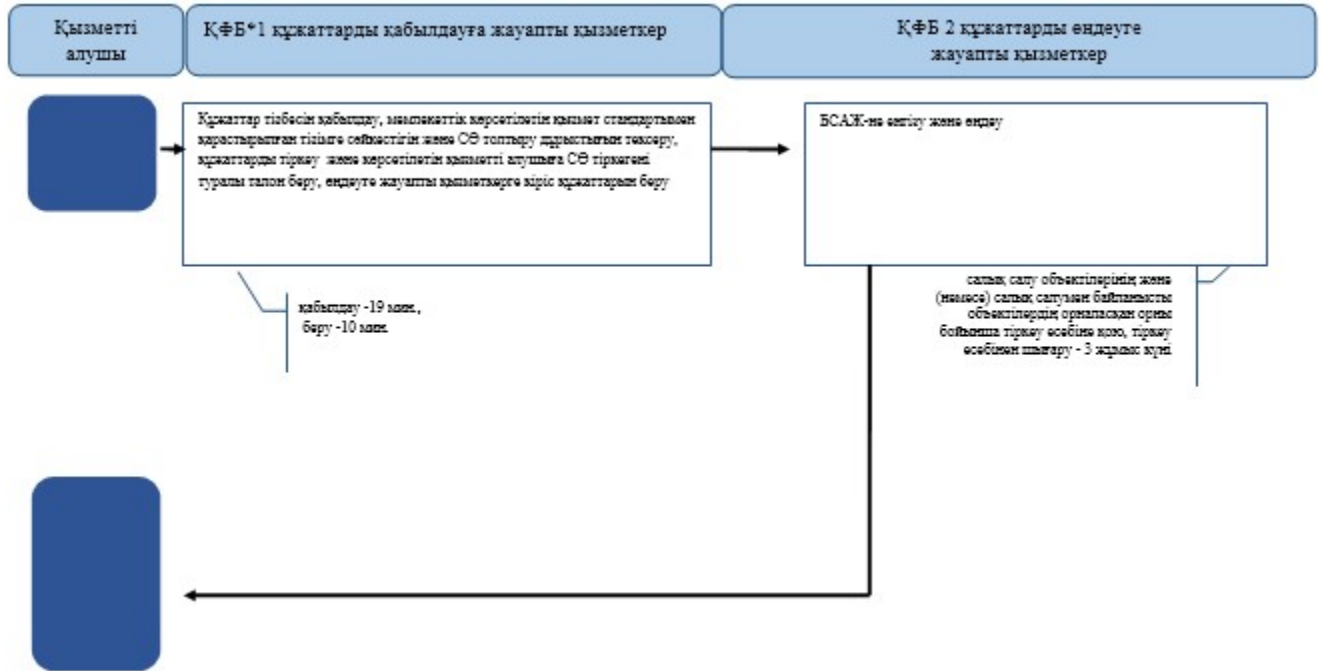 Қызметті
алушы
ҚФБ*1 құжаттарды қабылдауға жауапты қызметкер
ҚФБ 2 құжаттарды өңдеуге
жауапты қызметкер
Құжаттар тізбесін қабылдау, мемлекеттік көрсетілетін қызмет стандартымен
қарастырылған тізімге сәйкестігін және СӨ толтыру дұрыстығын тексеру,
құжаттарды тіркеу және көрсетілетін қызметті алушыға СӨ тіркегені
туралы талон беру, өңдеуге жауапты қызметкерге кіріс құжаттарын беру
БСАЖ-не енгізу және өңдеу
қабылдау -19 мин.,
беру -10 мин.
салық салу объектілерінің және
(немесе) салық салумен байланысты
объектілердің орналасқан орны
бойынша тіркеу есебіне қою, тіркеу
есебінен шығару - 3 жұмыс күні